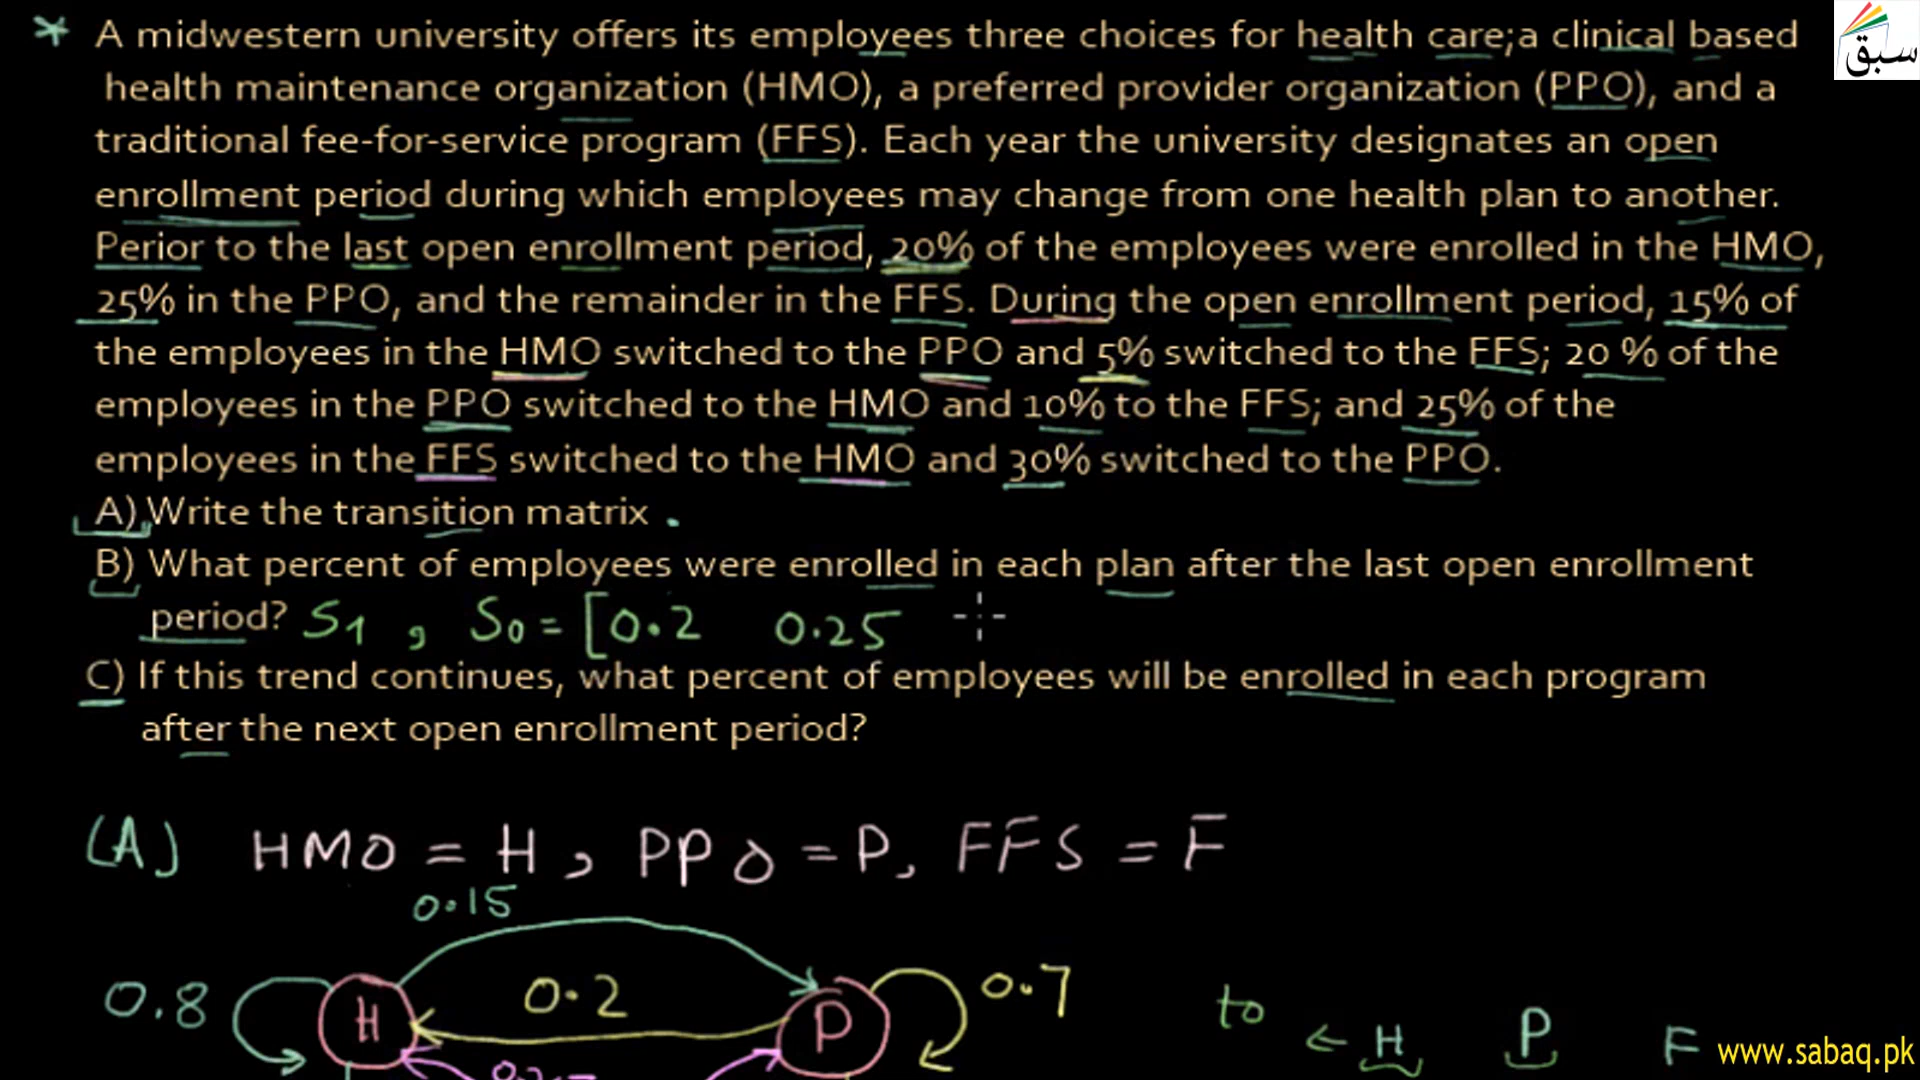 * A midwestern university offers its employees three choices for health care;a clinical based
health maintenance organization (HMO), a preferred provider organization (PPO), and a
traditional fee-for-service program (FFS). Each year the university designates an open
enrollment period during which employees may change from one health plan to another.
Perior to the last open enrollment period, 20% of the employees were enrolled in the HMO,
25% in the PPO, and the remainder in the FFS. During the open enrollment period, 15% of
the employees in the HMO switched to the PPO and 5% switched to the FFS; 20 % of the
employees in the PPO switched to the HMO and 10% to the FFS; and 25% of the
employees in the FFS switched to the HMO and 30% switched to the PPO.
A) Write the transition matrix .
B) What percent of employees were enrolled in each plan after the last open enrollment
period? S1 , S0 = [0.2 0.25
C) If this trend continues, what percent of employees will be enrolled in each program
after the next open enrollment period?
(A) HMO = H , PPO = P, FFS = F
0.15
0.8 H 0.2 P 0.7 to
← H P F
سبق
www.sabaq.pk